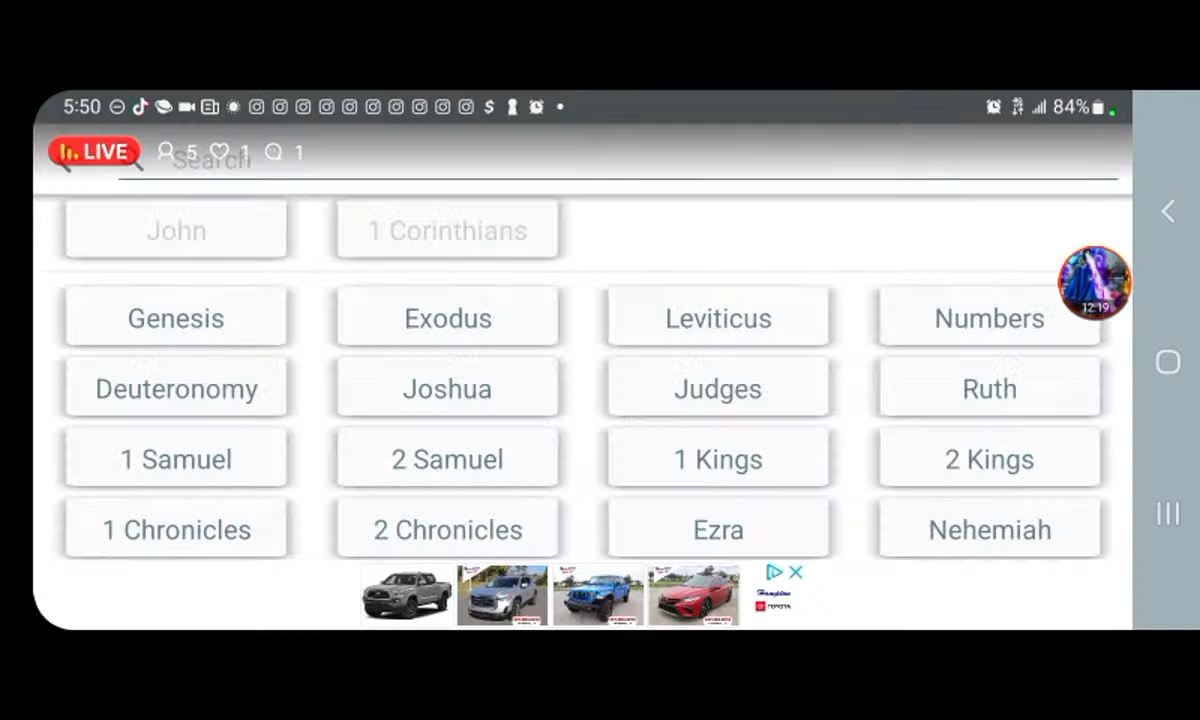 5:50 $ 84%
LIVE 5 1 1
Search
John 1 Corinthians
Genesis Exodus Leviticus Numbers
12:19
Deuteronomy Joshua Judges Ruth
1 Samuel 2 Samuel 1 Kings 2 Kings
1 Chronicles 2 Chronicles Ezra Nehemiah
TOYOTA